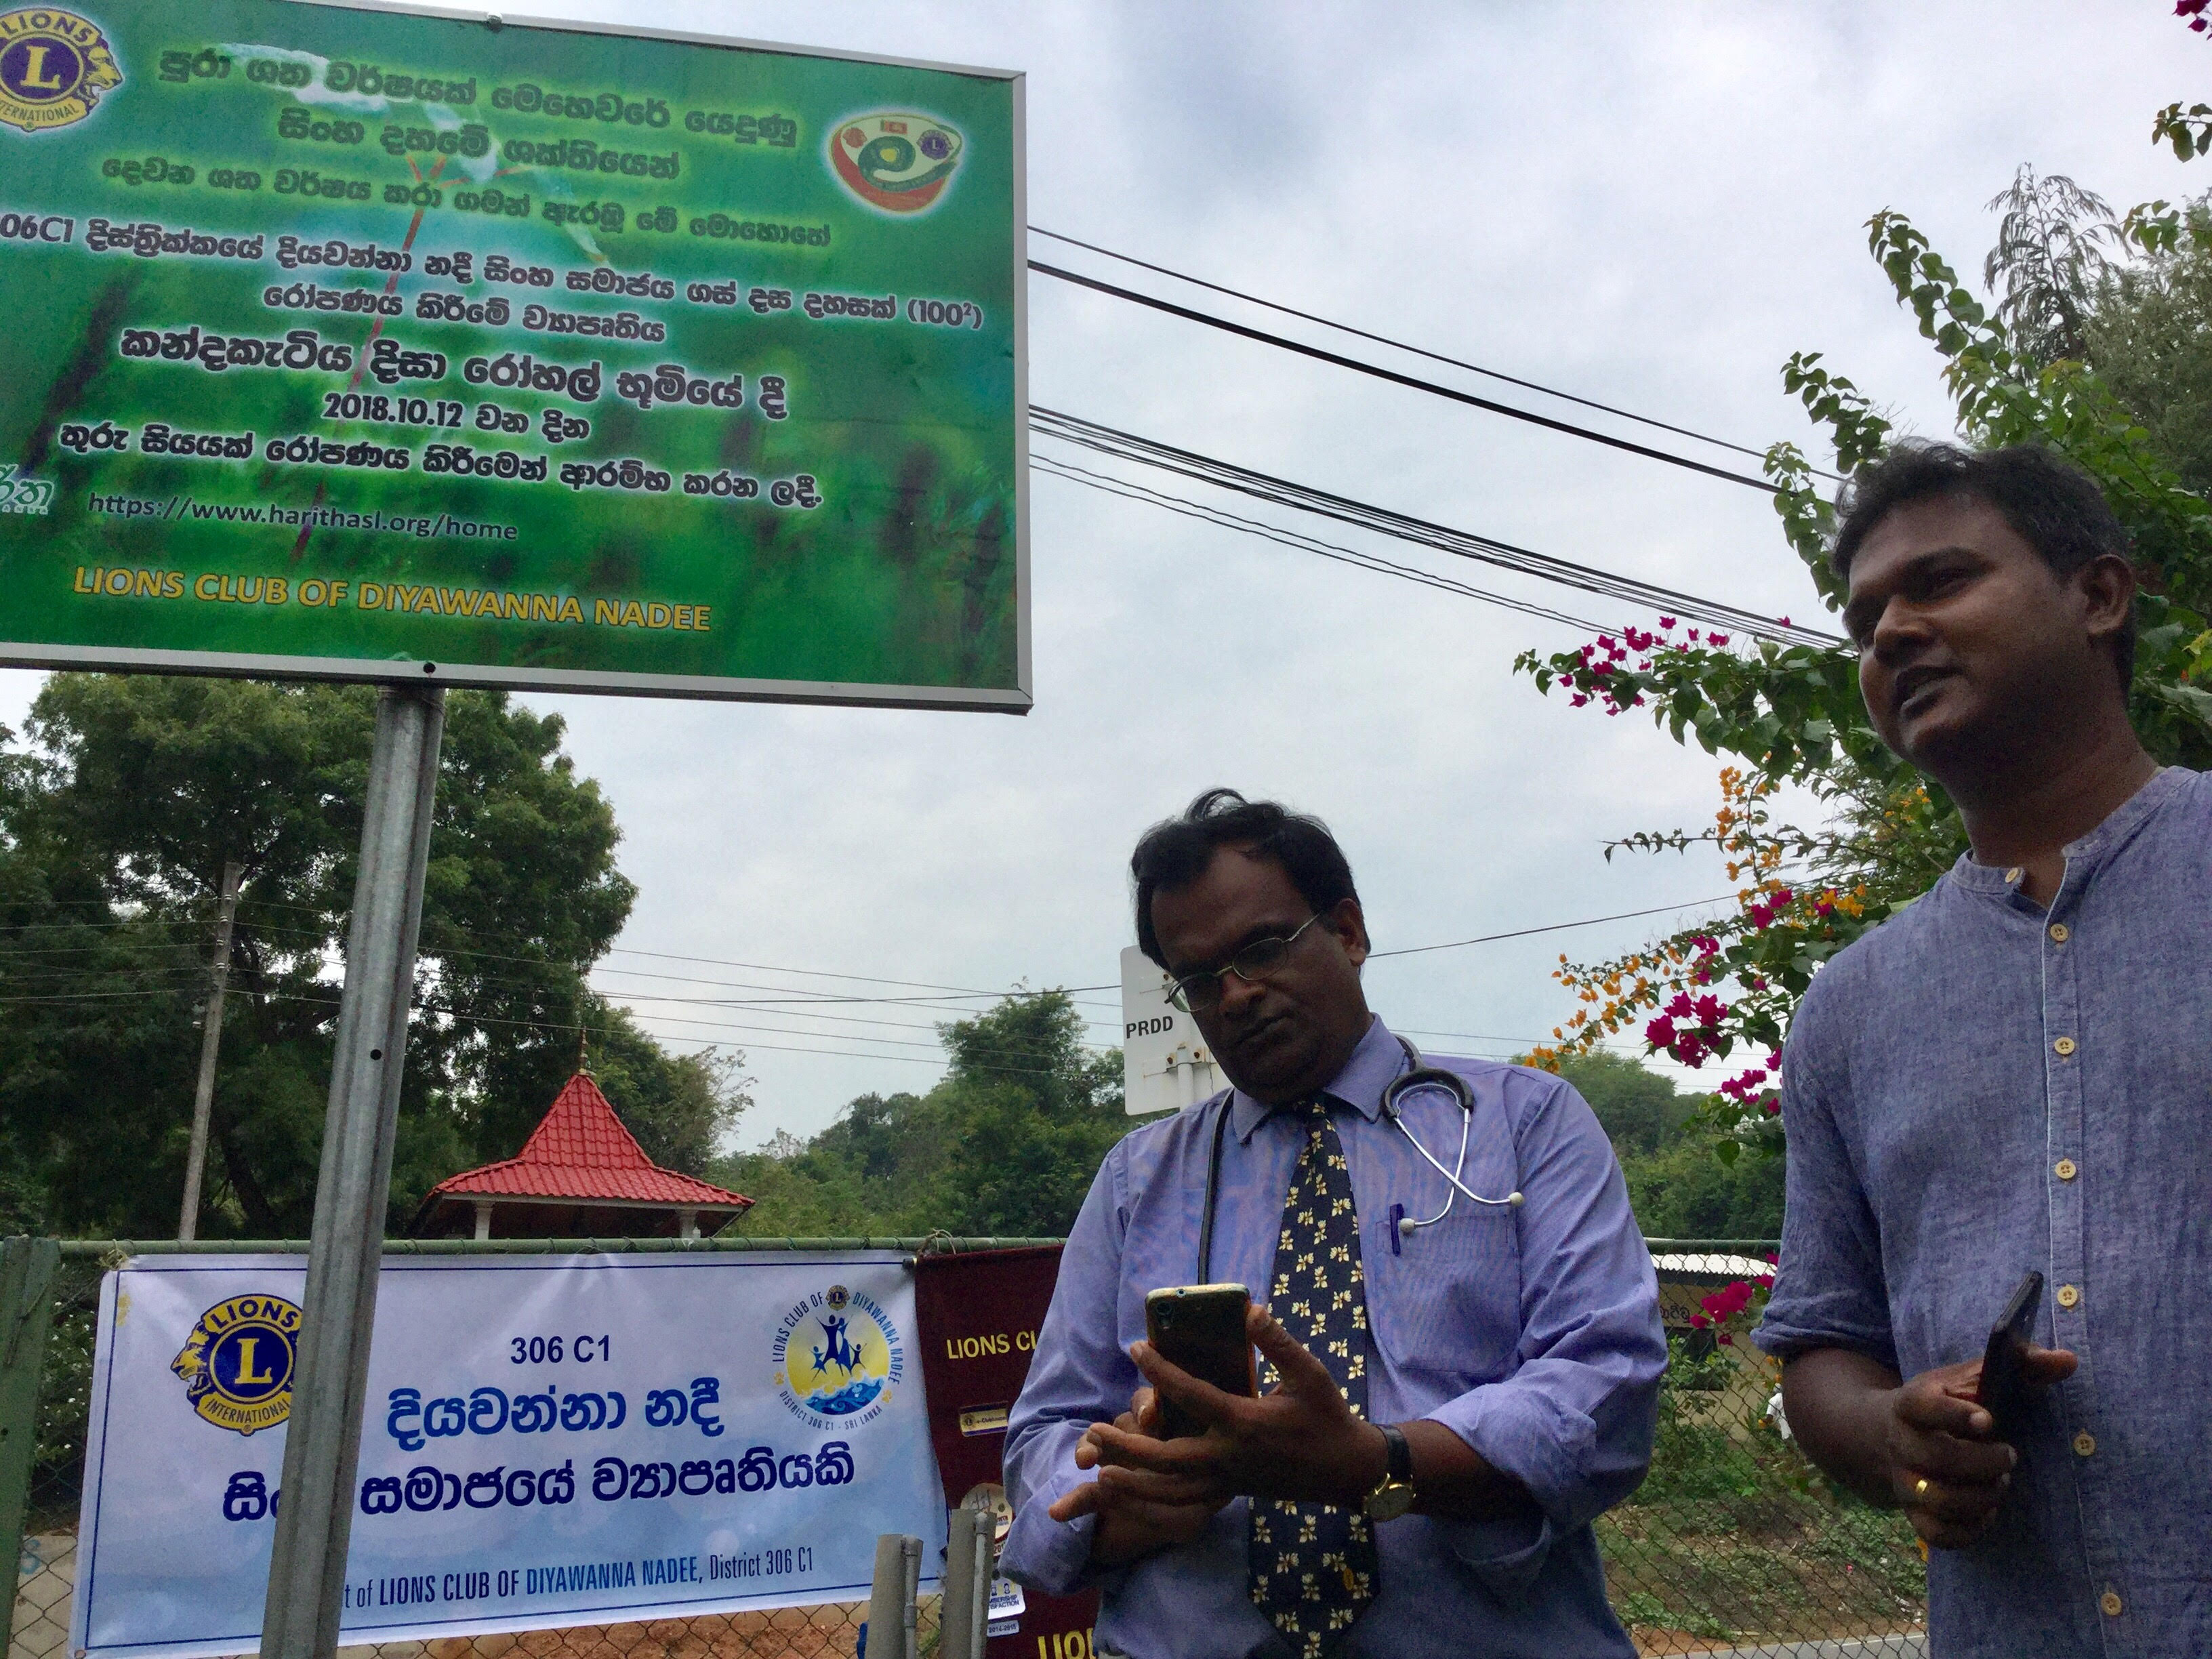 LIONS
L
INTERNATIONAL
පුරා ශත වර්ෂයක් මෙහෙවරේ යෙදුණු
සිංහ දහමේ ශක්තියෙන්
දෙවන ශත වර්ෂය කරා ගමන් ඇරඹූ මේ මොහොතේ
06C1 දිස්ත්‍රික්කයේ දියවන්නා නදී සිංහ සමාජය ගස් දස දහසක් (100²)
රෝපණය කිරීමේ ව්‍යාපෘතිය
කන්දකැටිය දිසා රෝහල් භූමියේ දී
2018.10.12 වන දින
තුරු සියයක් රෝපණය කිරීමෙන් ආරම්භ කරන ලදී.
https://www.harithasl.org/home
LIONS CLUB OF DIYAWANNA NADEE
PRDD
LIONS
L
INTERNATIONAL
306 C1
LIONS CLUB OF DIYAWANNA NADEE
DISTRICT 306 C1 - SRI LANKA
දියවන්නා නදී
සි සමාජයේ ව්‍යාපෘතියකි
t of LIONS CLUB OF DIYAWANNA NADEE, District 306 C1
LIONS CL
LIO